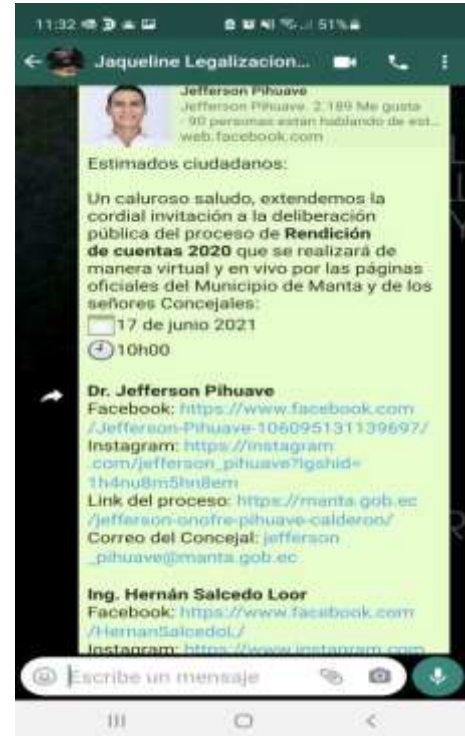 11:32
51%
Jaqueline Legalizacion...
Jefferson Pihuave
Jefferson Pihuave. 2.189 Me gusta
· 90 personas están hablando de est...
web.facebook.com
Estimados ciudadanos:
Un caluroso saludo, extendemos la
cordial invitación a la deliberación
pública del proceso de Rendición
de cuentas 2020 que se realizará de
manera virtual y en vivo por las páginas
oficiales del Municipio de Manta y de los
señores Concejales:
17 de junio 2021
10h00
Dr. Jefferson Pihuave
Facebook: https://www.facebook.com
/Jefferson-Pihuave-106095131139697/
Instagram: https://instagram
.com/jefferson_pihuave?igshid=
1h4nu8m5hn8em
Link del proceso: https://manta.gob.ec
/jefferson-onofre-pihuave-calderon/
Correo del Concejal: jefferson
_pihuave@manta.gob.ec
Ing. Hernán Salcedo Loor
Facebook: https://www.facebook.com
/HernanSalcedoL/
Instagram: https://www.instagram.com
Escribe un mensaje